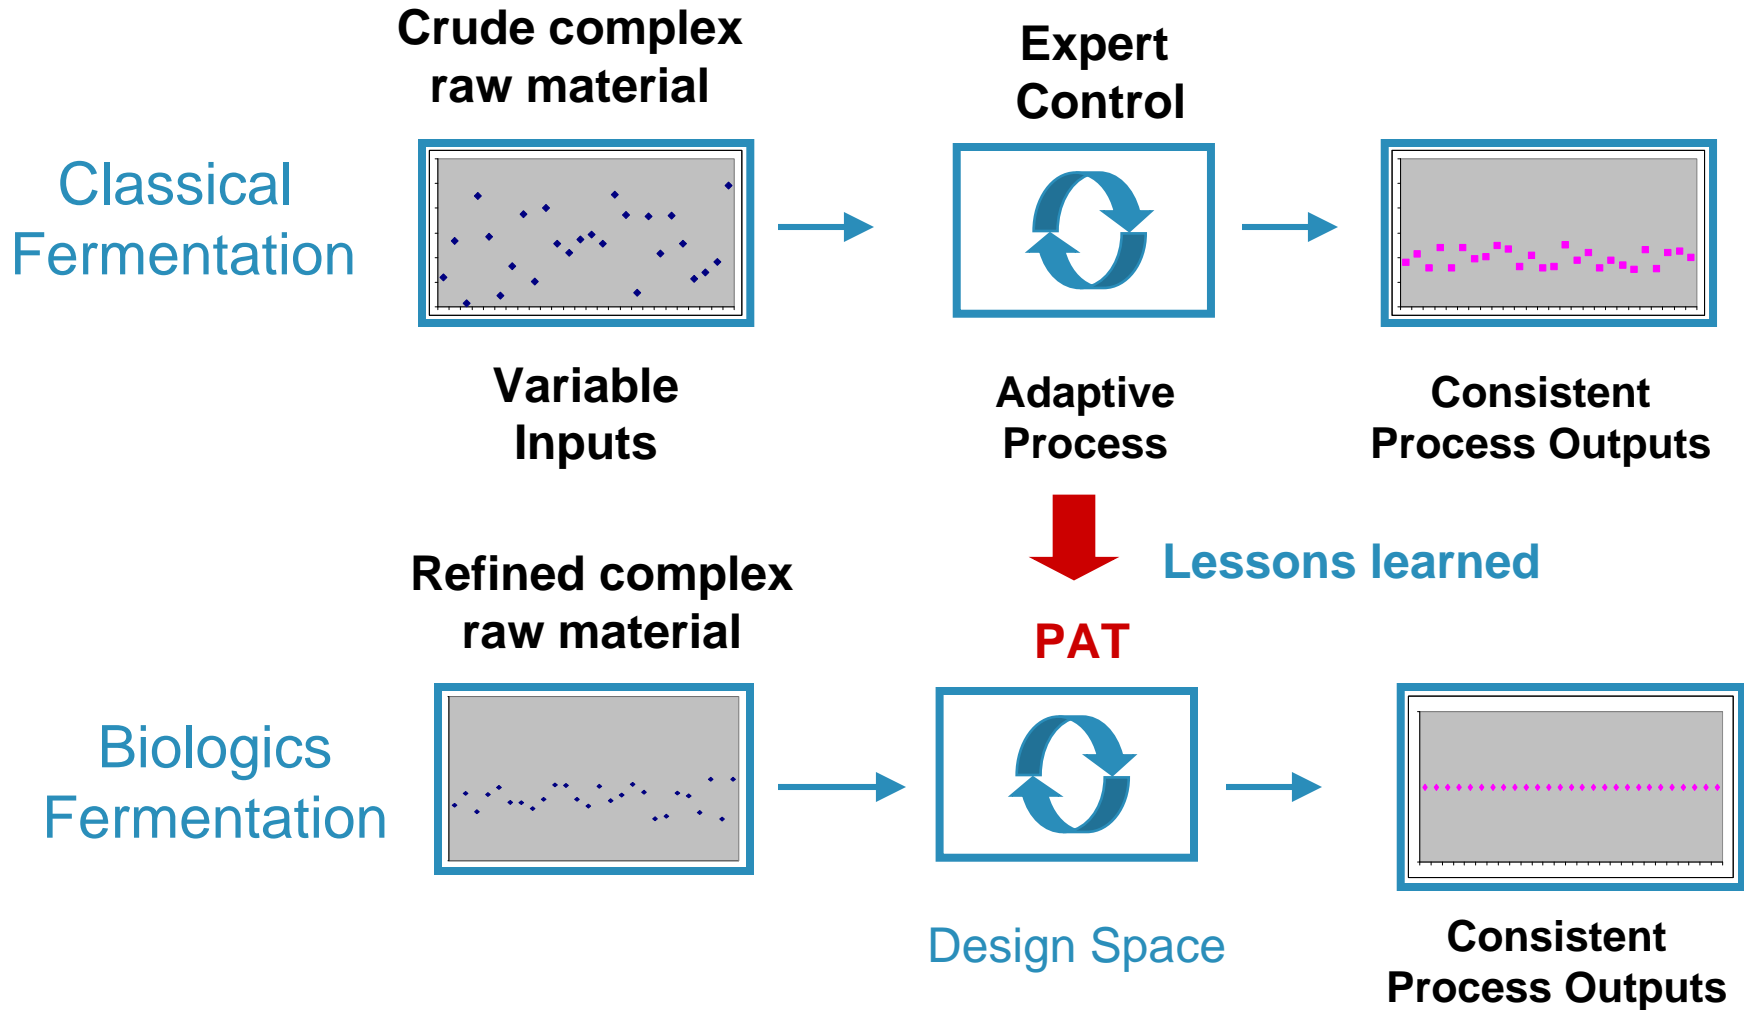 Crude complex
raw material
Expert
Control
Classical
Fermentation
Variable
Inputs
Adaptive
Process
Consistent
Process Outputs
Lessons learned
Refined complex
raw material
PAT
Biologics
Fermentation
Design Space
Consistent
Process Outputs